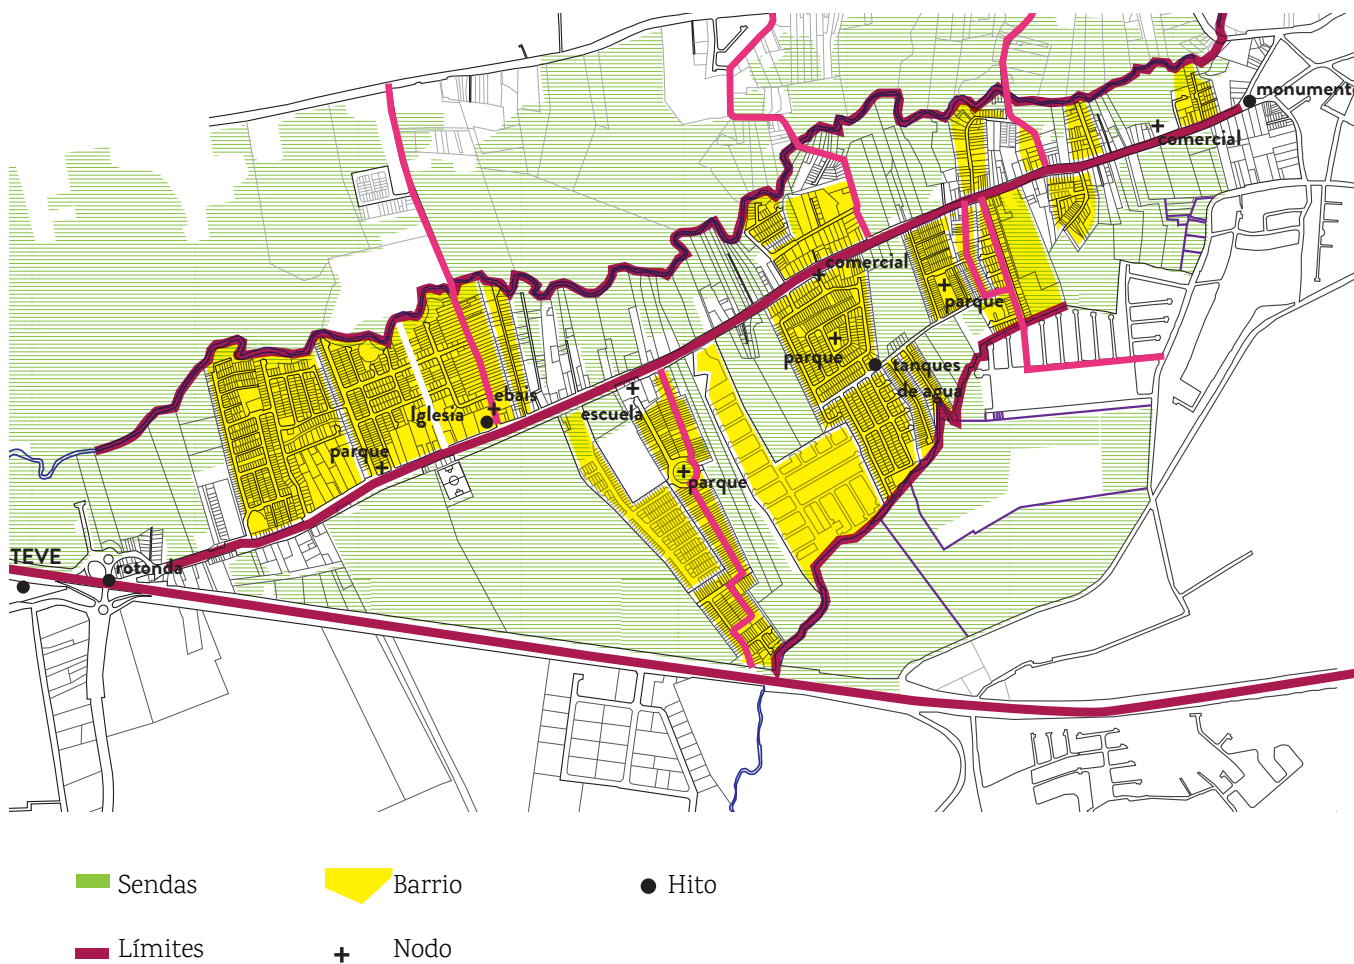 monumento
comercial
comercial
parque
parque
tanques
de agua
ebais
Iglesia
escuela
parque
parque
TEVE
rotonda
Sendas
Barrio
Hito
Límites
Nodo